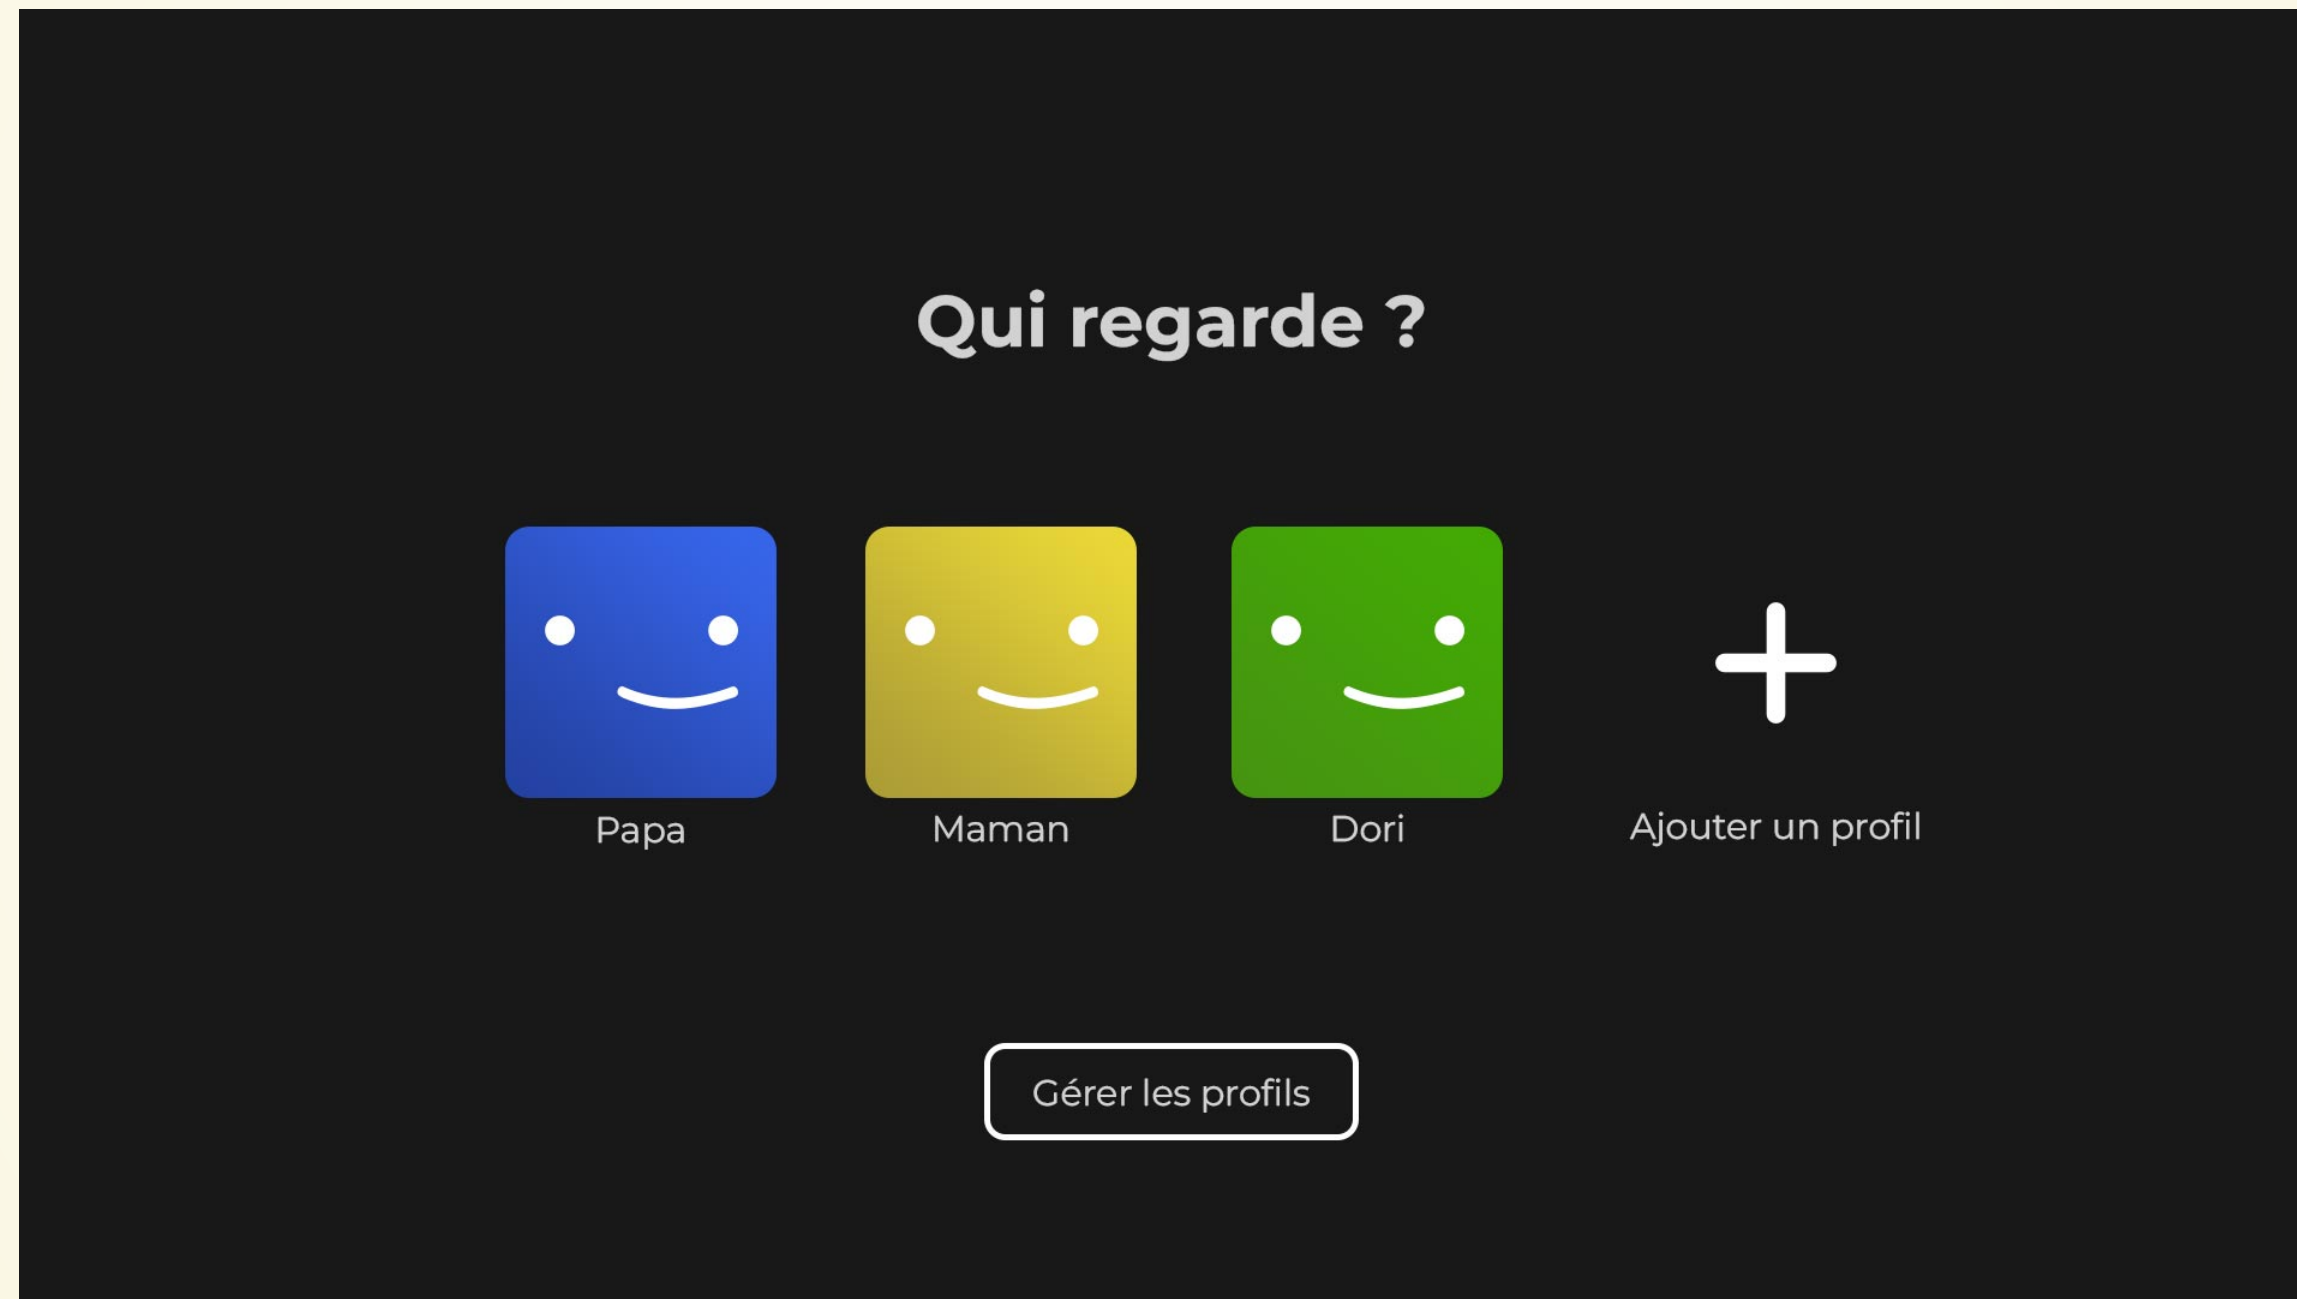 Qui regarde ?
Papa
Maman
Dori
Ajouter un profil
Gérer les profils